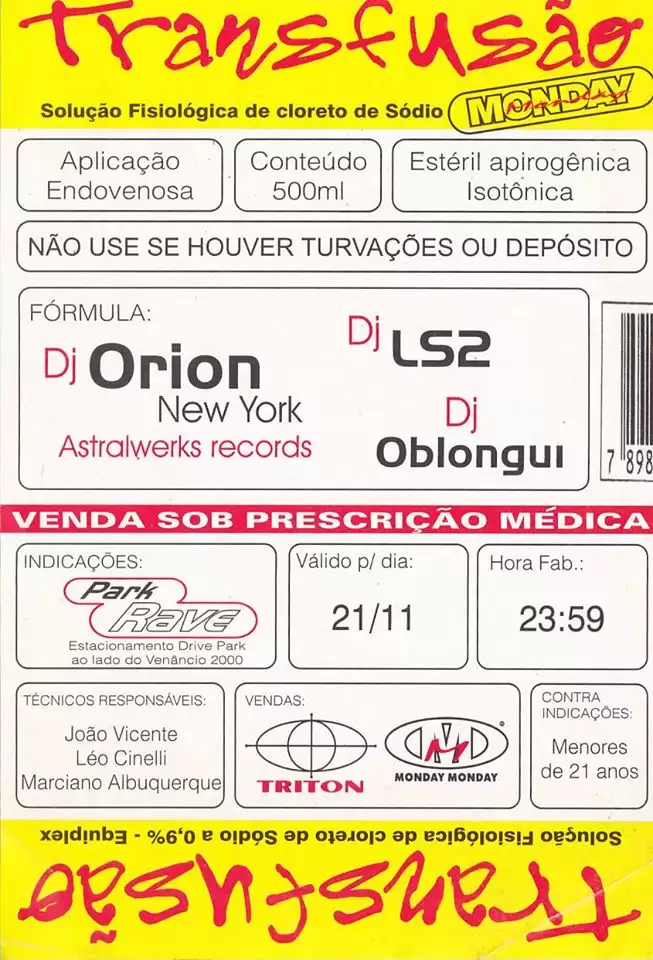 Transfusão
Solução Fisiológica de cloreto de Sódio
MONDAY
Aplicação
Endovenosa
Conteúdo
500ml
Estéril apirogênica
Isotônica
NÃO USE SE HOUVER TURVAÇÕES OU DEPÓSITO
FÓRMULA:
Dj Orion
New York
Astralwerks records
Dj LS2
Dj
Oblongui
7 898
VENDA SOB PRESCRIÇÃO MÉDICA
INDICAÇÕES:
Park
Rave
Estacionamento Drive Park
ao lado do Venâncio 2000
Válido p/ dia:
21/11
Hora Fab.:
23:59
TÉCNICOS RESPONSÁVEIS:
João Vicente
Léo Cinelli
Marciano Albuquerque
VENDAS:
TRITON
MONDAY MONDAY
CONTRA
INDICAÇÕES:
Menores
de 21 anos
Solução Fisiológica de cloreto de Sódio a 0,9% - Equiplex
Transfusão